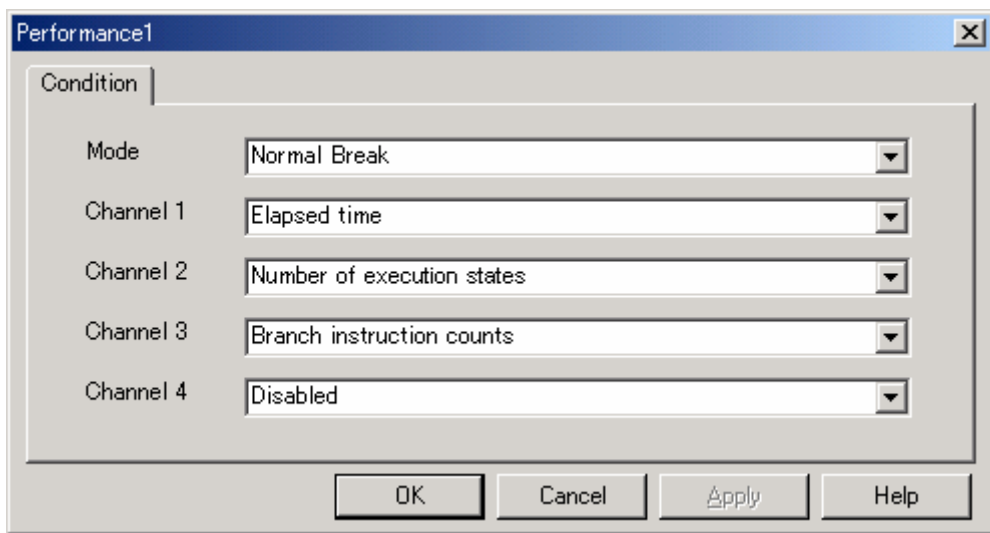 Performance1
Condition
Mode Normal Break
Channel 1 Elapsed time
Channel 2 Number of execution states
Channel 3 Branch instruction counts
Channel 4 Disabled
OK Cancel Apply Help